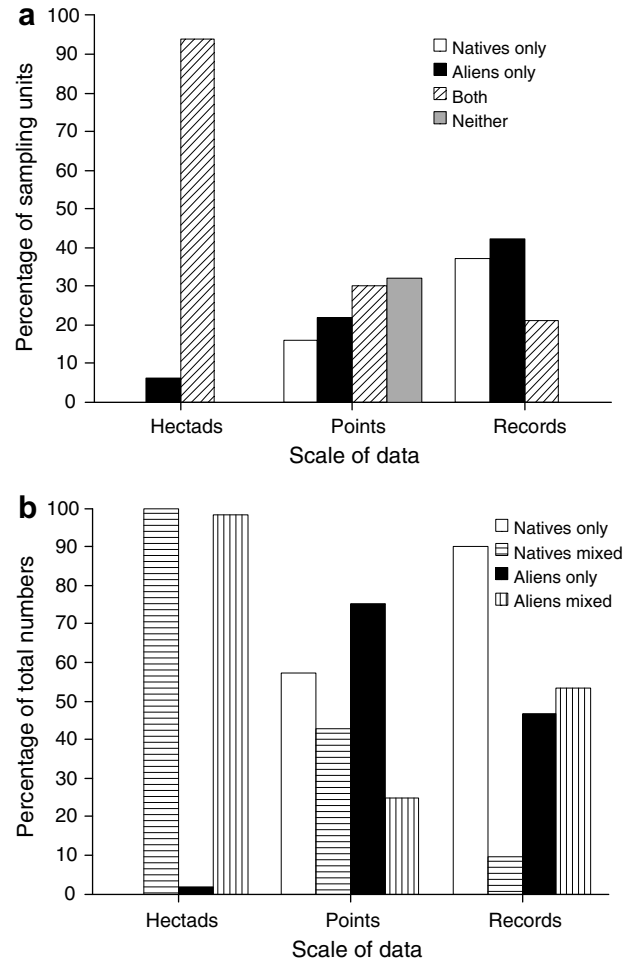 a
100
90
80
70
60
50
40
30
20
10
0
Percentage of sampling units
Natives only
Aliens only
Both
Neither
Hectads Points Records
Scale of data
b
100
90
80
70
60
50
40
30
20
10
0
Percentage of total numbers
Natives only
Natives mixed
Aliens only
Aliens mixed
Hectads Points Records
Scale of data